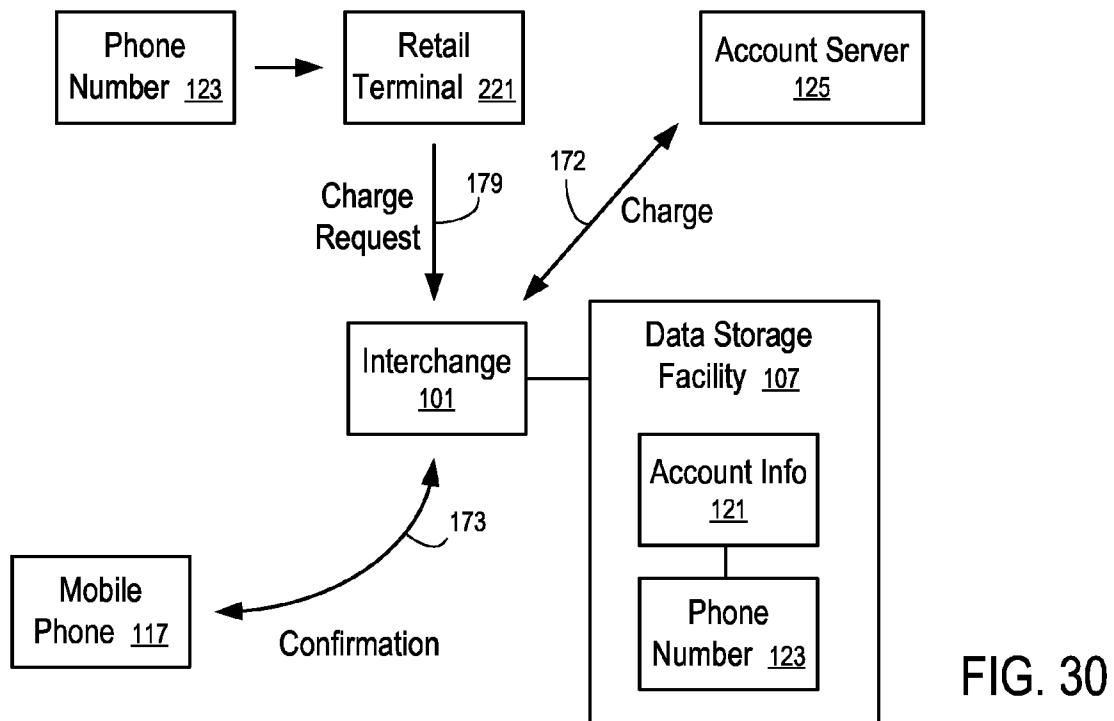 Phone
Number 123
Retail
Terminal 221
Account Server
125
179
172
Charge
Request
Charge
Interchange
101
Data Storage
Facility 107
Account Info
121
173
Mobile
Phone 117
Confirmation
Phone
Number 123
FIG. 30